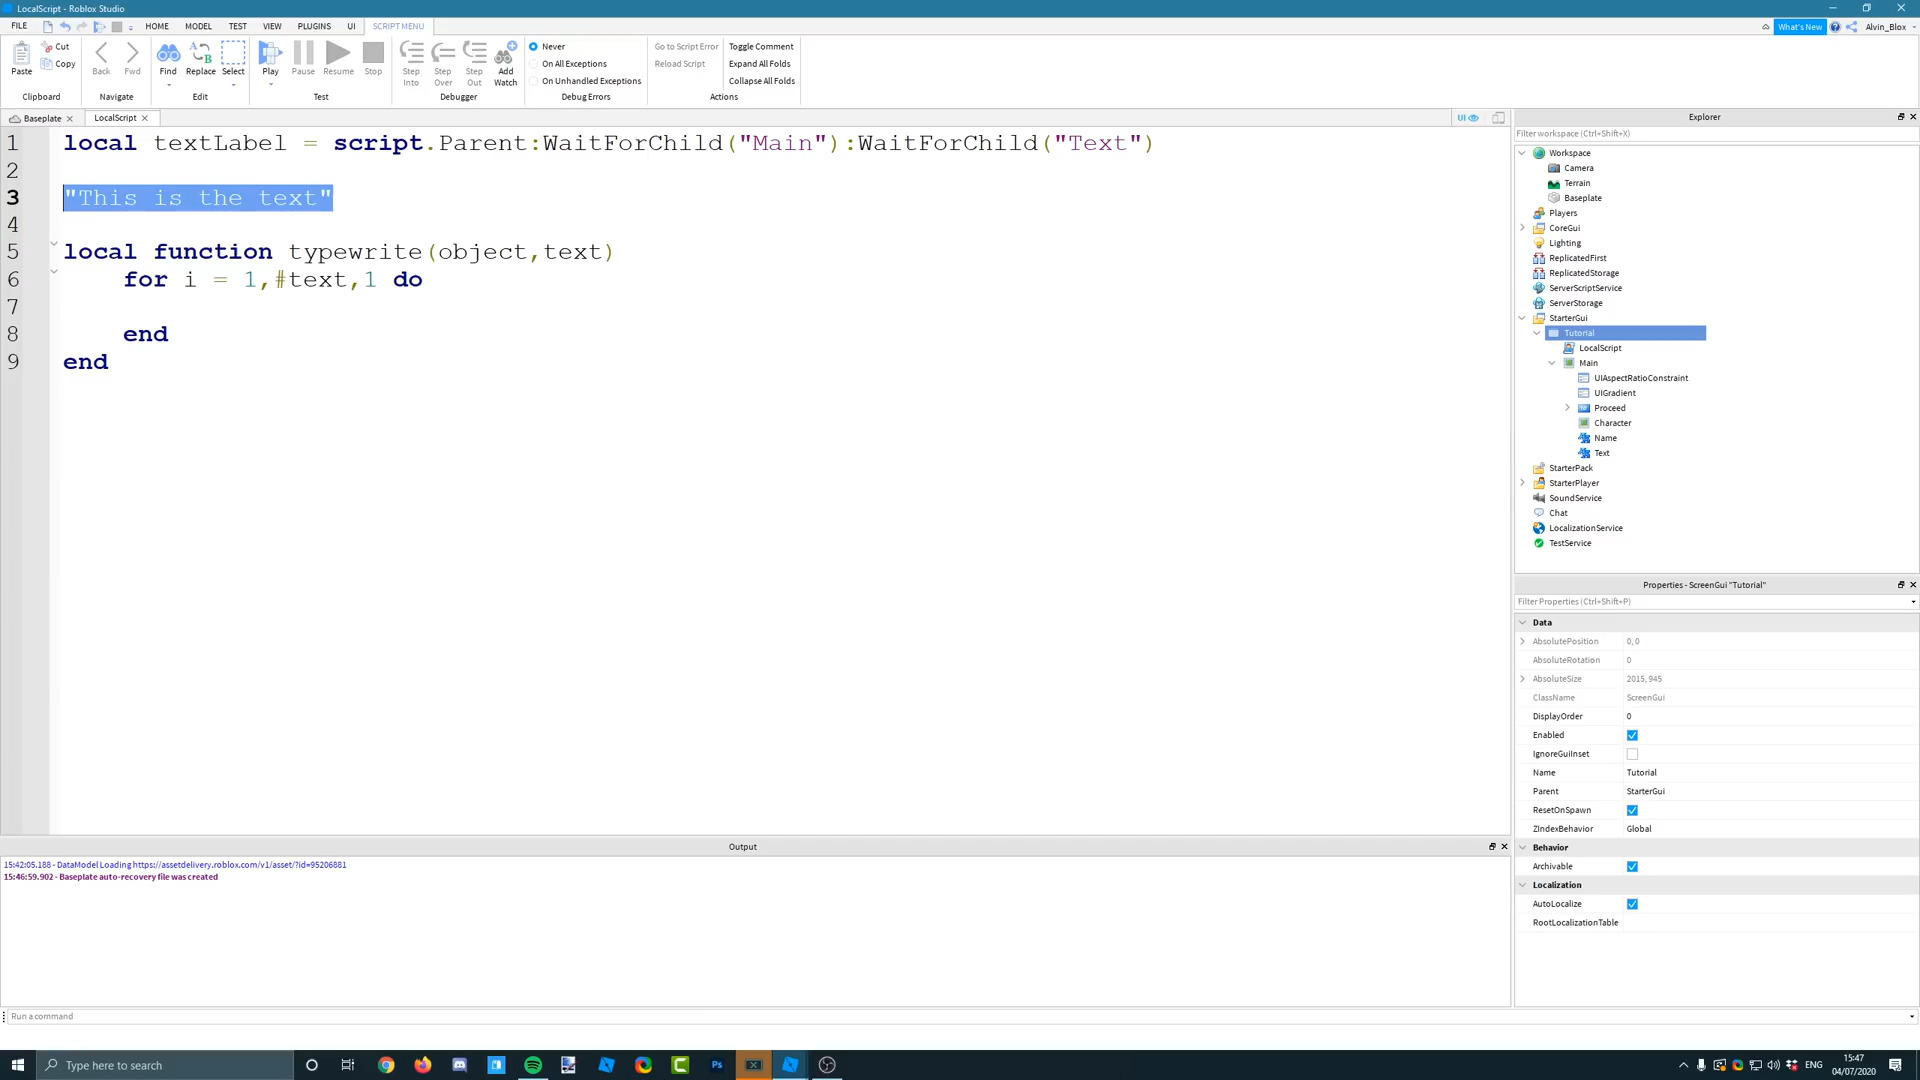 LocalScript - Roblox Studio
FILE HOME MODEL TEST VIEW PLUGINS UI SCRIPT MENU What's New Alvin_Blox
Paste Cut Copy Back Fwd Find Replace Select Play Pause Resume Stop Step Into Step Over Step Out Add Watch
Never
On All Exceptions
On Unhandled Exceptions
Go to Script Error
Reload Script
Toggle Comment
Expand All Folds
Collapse All Folds
Clipboard Navigate Edit Test Debugger Debug Errors Actions
Baseplate LocalScript UI
1 local textLabel = script.Parent:WaitForChild("Main"):WaitForChild("Text")
2
3 "This is the text"
4
5 local function typewrite(object,text)
6 for i = 1,#text,1 do
7
8 end
9 end
Explorer
Filter workspace (Ctrl+Shift+X)
Workspace
Camera
Terrain
Baseplate
Players
CoreGui
Lighting
ReplicatedFirst
ReplicatedStorage
ServerScriptService
ServerStorage
StarterGui
Tutorial
LocalScript
Main
UIAspectRatioConstraint
UIGradient
Proceed
Character
Name
Text
StarterPack
StarterPlayer
SoundService
Chat
LocalizationService
TestService
Properties - ScreenGui "Tutorial"
Filter Properties (Ctrl+Shift+P)
Data
AbsolutePosition 0, 0
AbsoluteRotation 0
AbsoluteSize 2015, 945
ClassName ScreenGui
DisplayOrder 0
Enabled
IgnoreGuiInset
Name Tutorial
Parent StarterGui
ResetOnSpawn
ZIndexBehavior Global
Behavior
Archivable
Localization
AutoLocalize
RootLocalizationTable
Output
15:42:05.188 - DataModel Loading https://assetdelivery.roblox.com/v1/asset/?id=95206881
15:46:59.902 - Baseplate auto-recovery file was created
Run a command
Type here to search
Ps
ENG
15:47
04/07/2020